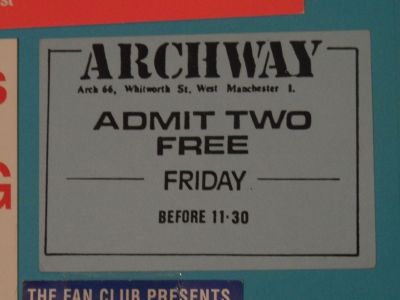 st
ARCHWAY
Arch 66, Whitworth St. West Manchester 1.
ADMIT TWO
FREE
FRIDAY
BEFORE 11·30
S
G
THE FAN CLUB PRESENTS